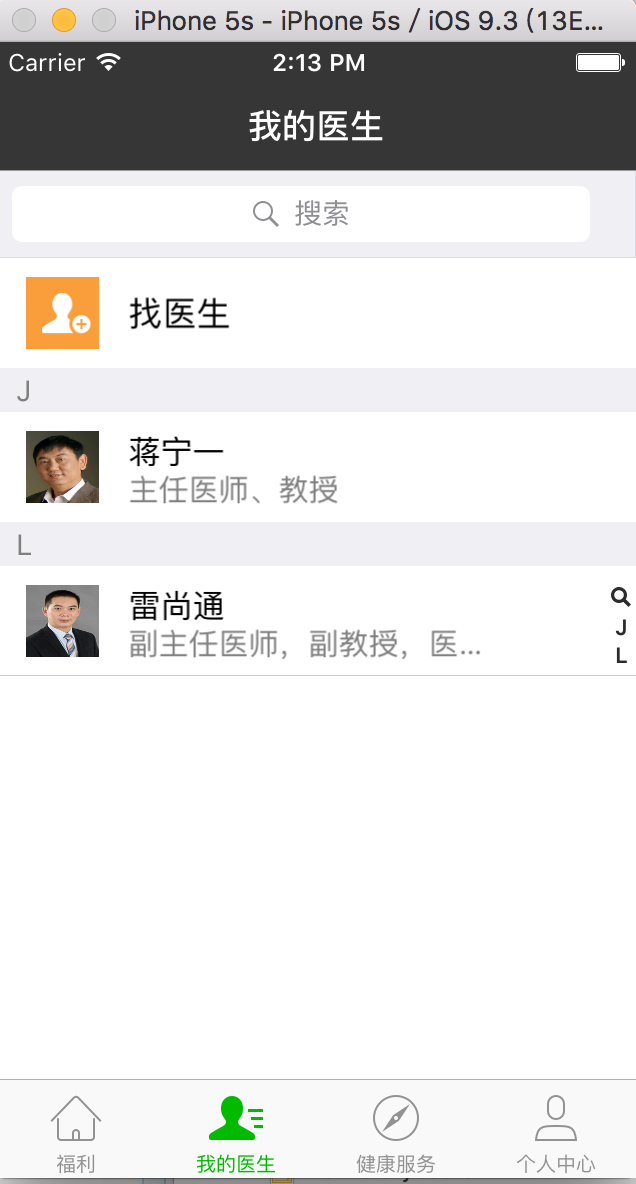 iPhone 5s - iPhone 5s / iOS 9.3 (13E...
Carrier 2:13 PM
我的医生
搜索
找医生
J
蒋宁一
主任医师、教授
L
雷尚通
副主任医师，副教授，医...
J
L
福利 我的医生 健康服务 个人中心